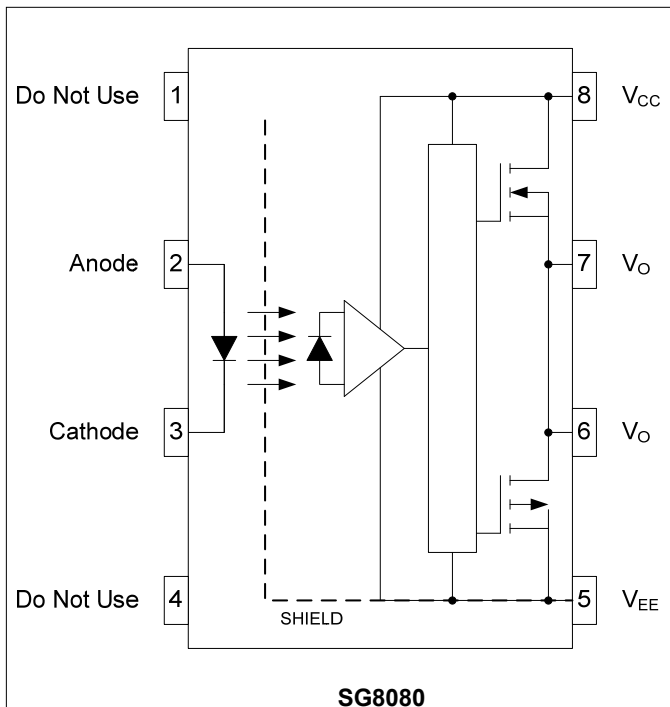 Do Not Use 1
8 VCC
Anode 2
7 VO
Cathode 3
6 VO
Do Not Use 4
5 VEE
SHIELD
SG8080